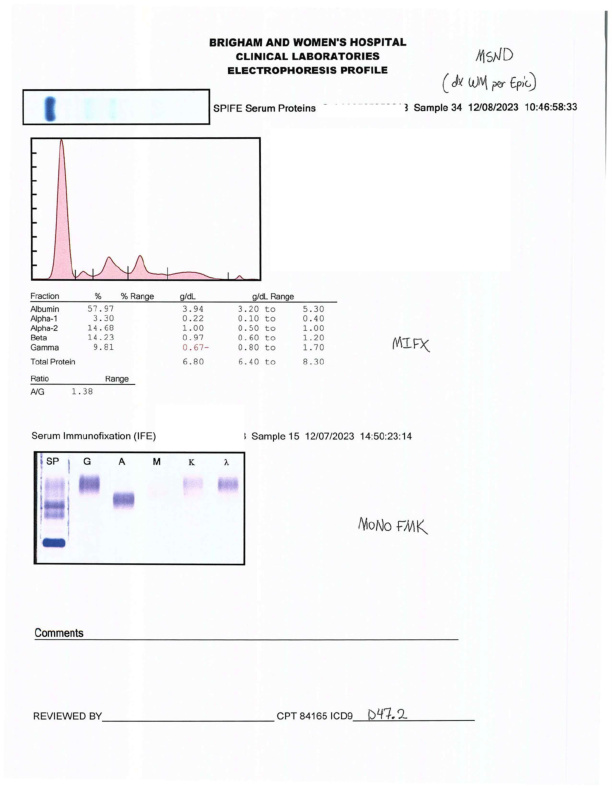 BRIGHAM AND WOMEN'S HOSPITAL
CLINICAL LABORATORIES
ELECTROPHORESIS PROFILE
MSND
(dx WM per Epic)
SPIFE Serum Proteins Sample 34 12/08/2023 10:46:58:33
Fraction % % Range g/dL g/dL Range
Albumin 57.97 3.94 3.20 to 5.30
Alpha-1 3.30 0.22 0.10 to 0.40
Alpha-2 14.68 1.00 0.50 to 1.00
Beta 14.23 0.97 0.60 to 1.20
Gamma 9.81 0.67- 0.80 to 1.70
MIFX
Total Protein 6.80 6.40 to 8.30
Ratio Range
A/G 1.38
Serum Immunofixation (IFE) Sample 15 12/07/2023 14:50:23:14
SP G A M K λ
MONO FMK
Comments
REVIEWED BY CPT 84165 ICD9 D47.2